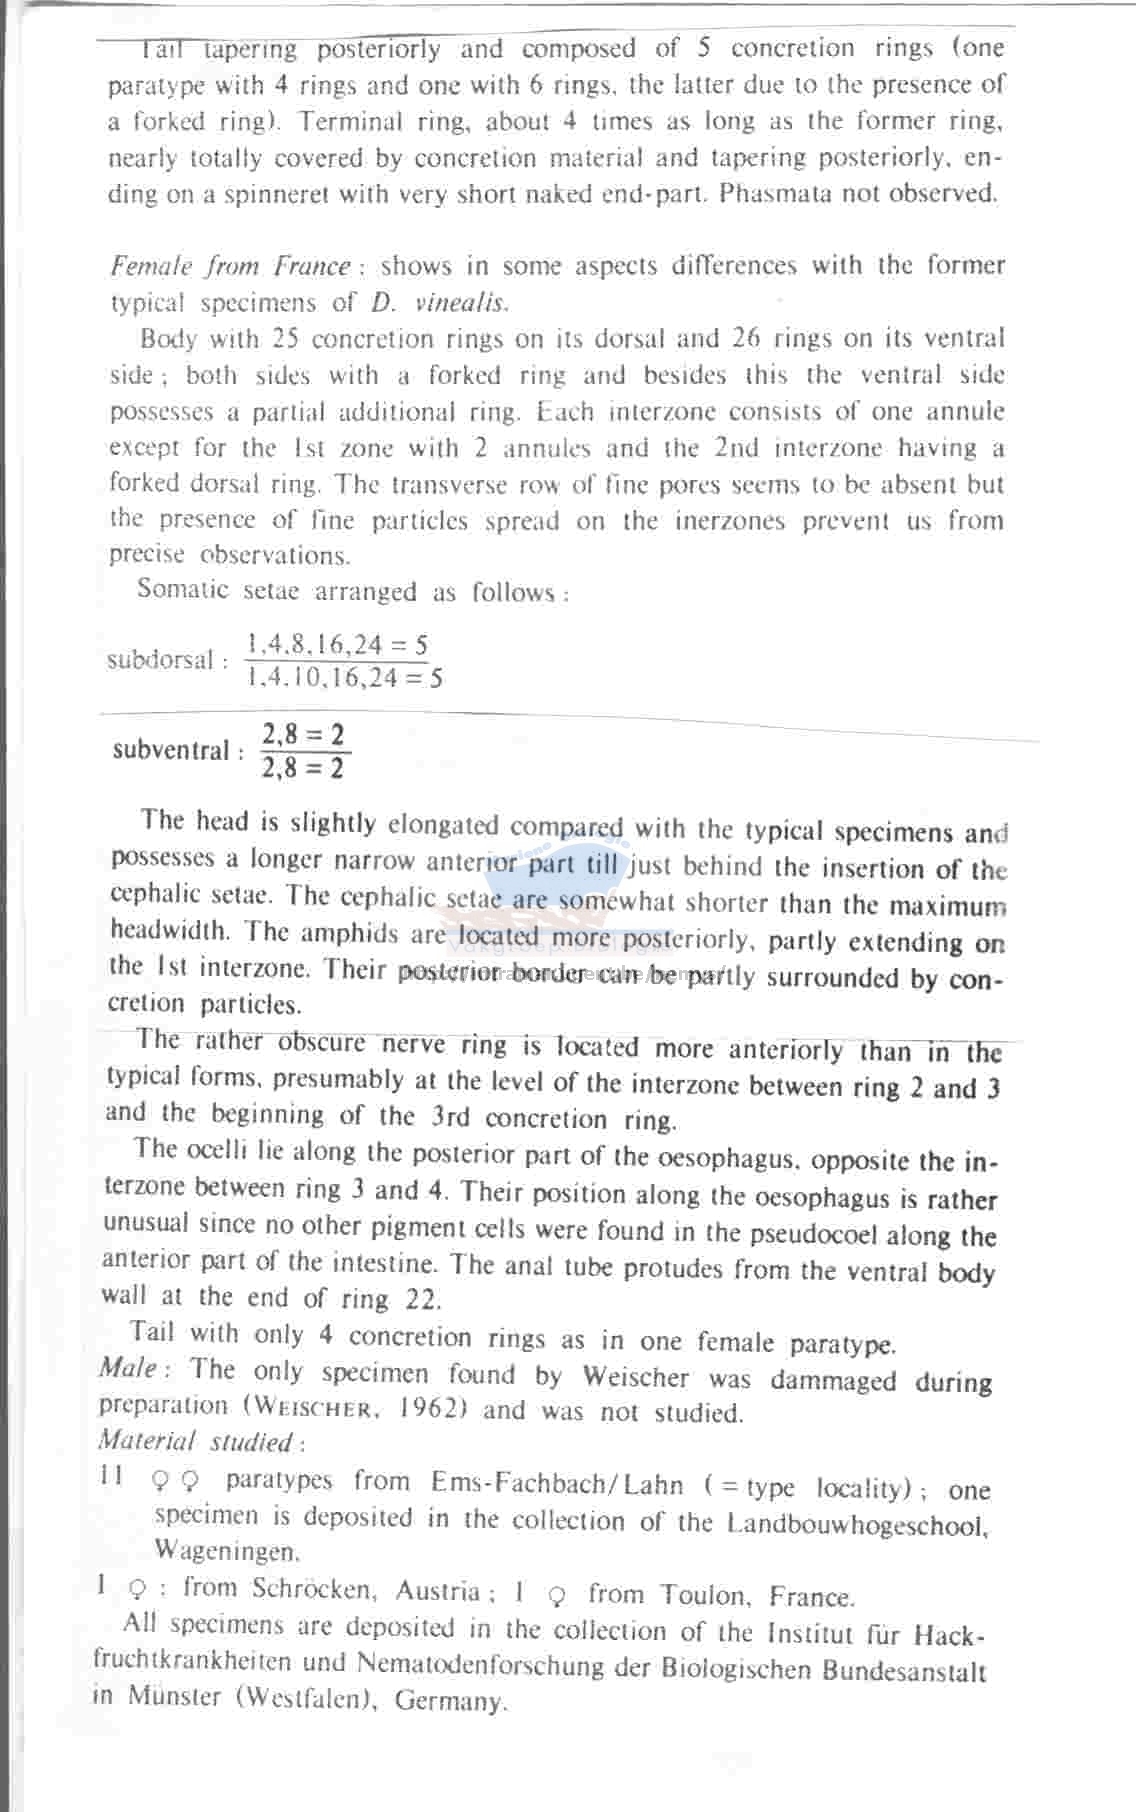 Tail tapering posteriorly and composed of 5 concretion rings (one
paratype with 4 rings and one with 6 rings, the latter due to the presence of
a forked ring). Terminal ring, about 4 times as long as the former ring,
nearly totally covered by concretion material and tapering posteriorly, en-
ding on a spinneret with very short naked end-part. Phasmata not observed.
Female from France : shows in some aspects differences with the former
typical specimens of D. vinealis.
Body with 25 concretion rings on its dorsal and 26 rings on its ventral
side ; both sides with a forked ring and besides this the ventral side
possesses a partial additional ring. Each interzone consists of one annule
except for the 1st zone with 2 annules and the 2nd interzone having a
forked dorsal ring. The transverse row of fine pores seems to be absent but
the presence of fine particles spread on the inerzones prevent us from
precise observations.
Somatic setae arranged as follows :
1,4,8,16,24 = 5
subdorsal :
1,4,10,16,24 = 5
2,8 = 2
subventral :
2,8 = 2
The head is slightly elongated compared with the typical specimens and
possesses a longer narrow anterior part till just behind the insertion of the
cephalic setae. The cephalic setae are somewhat shorter than the maximum
headwidth. The amphids are located more posteriorly, partly extending on
the 1st interzone. Their posterior border can be partly surrounded by con-
cretion particles.
The rather obscure nerve ring is located more anteriorly than in the
typical forms, presumably at the level of the interzone between ring 2 and 3
and the beginning of the 3rd concretion ring.
The ocelli lie along the posterior part of the oesophagus, opposite the in-
terzone between ring 3 and 4. Their position along the oesophagus is rather
unusual since no other pigment cells were found in the pseudocoel along the
anterior part of the intestine. The anal tube protudes from the ventral body
wall at the end of ring 22.
Tail with only 4 concretion rings as in one female paratype.
Male : The only specimen found by Weischer was dammaged during
preparation (WEISCHER, 1962) and was not studied.
Material studied :
11 ♀ ♀ paratypes from Ems-Fachbach/Lahn ( = type locality) ; one
specimen is deposited in the collection of the Landbouwhogeschool,
Wageningen.
1 ♀ : from Schröcken, Austria ; 1 ♀ from Toulon, France.
All specimens are deposited in the collection of the Institut für Hack-
fruchtkrankheiten und Nematodenforschung der Biologischen Bundesanstalt
in Münster (Westfalen), Germany.